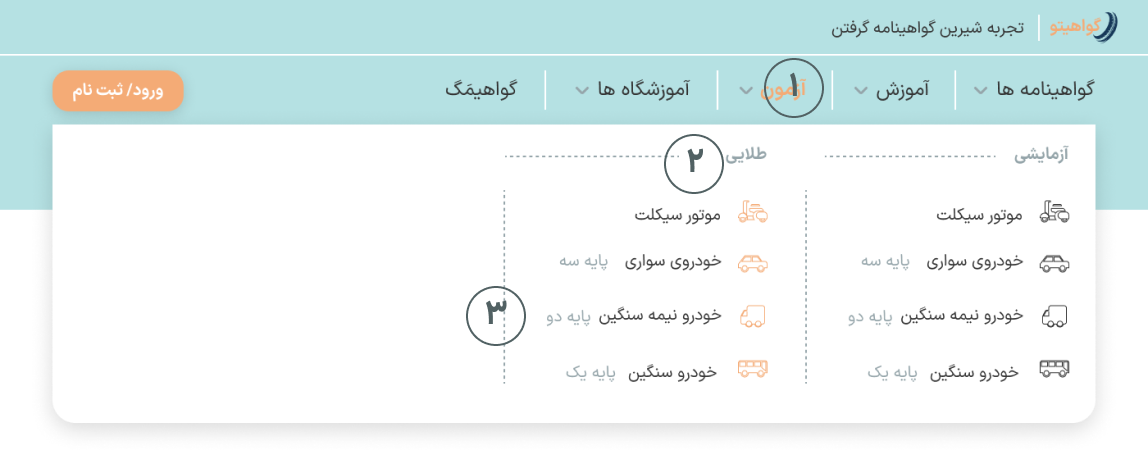 گواهیتو
تجربه شیرین گواهینامه گرفتن
گواهینامه ها
آموزش
آزمون
۱
آموزشگاه ها
گواهیمَگ
ورود/ ثبت نام
آزمایشی
موتور سیکلت
خودروی سواری پایه سه
خودرو نیمه سنگین پایه دو
خودرو سنگین پایه یک
طلایی
۲
موتور سیکلت
خودروی سواری پایه سه
خودرو نیمه سنگین پایه دو
۳
خودرو سنگین پایه یک